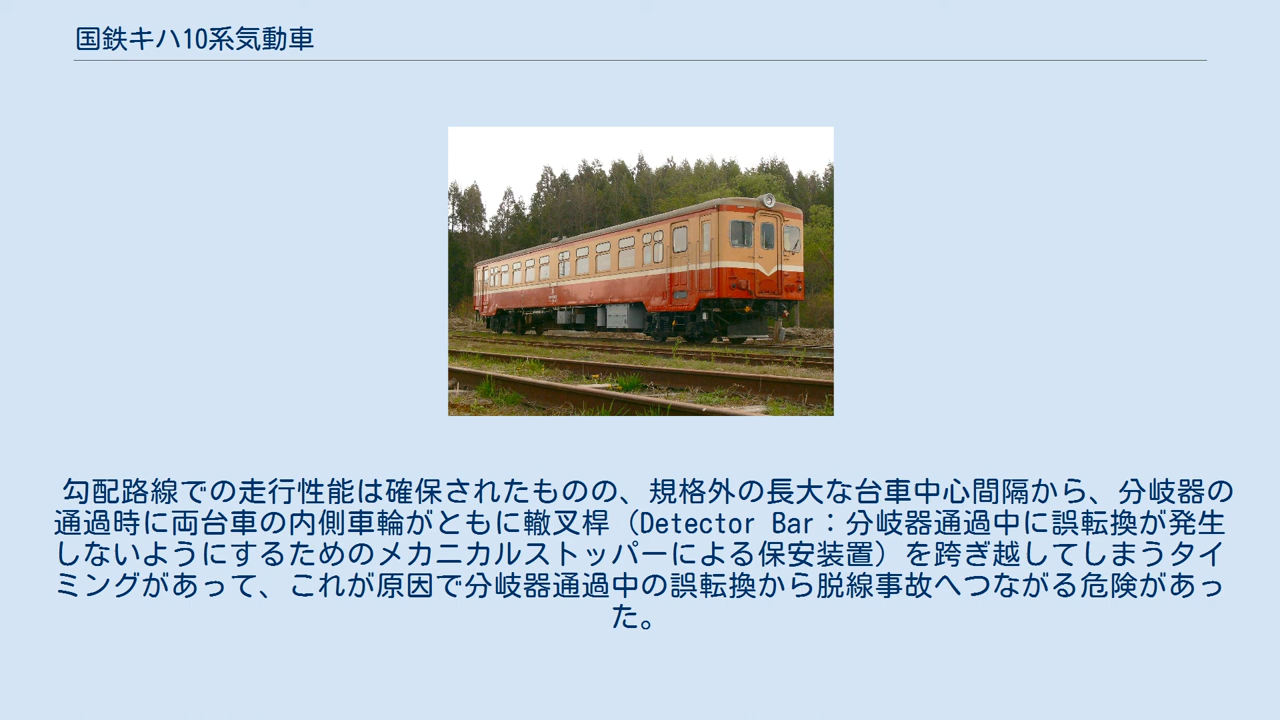 国鉄キハ10系気動車
勾配路線での走行性能は確保されたものの、規格外の長大な台車中心間隔から、分岐器の
通過時に両台車の内側車輪がともに轍叉桿（Detector Bar：分岐器通過中に誤転換が発生
しないようにするためのメカニカルストッパーによる保安装置）を跨ぎ越してしまうタイ
ミングがあって、これが原因で分岐器通過中の誤転換から脱線事故へつながる危険があっ
た。